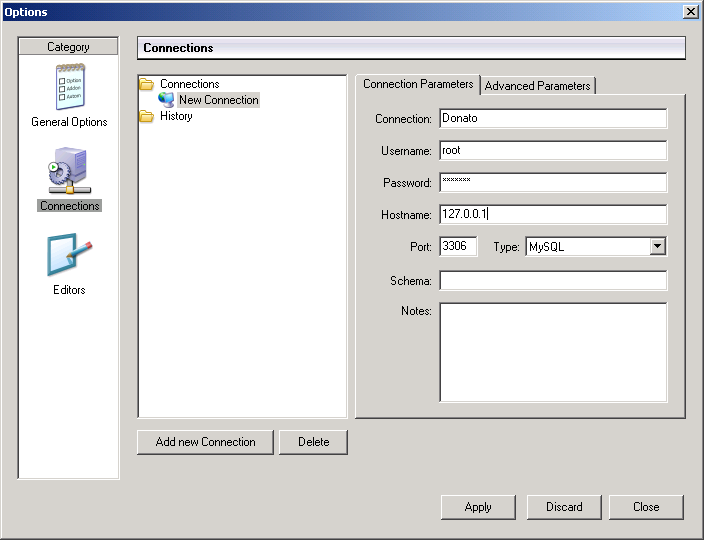 Options
Category
Option
Addon
Autom.
General Options
Connections
Editors
Connections
Connections
New Connection
History
Add new Connection
Delete
Connection Parameters
Advanced Parameters
Connection: Donato
Username: root
Password: *******
Hostname: 127.0.0.1
Port: 3306 Type: MySQL
Schema:
Notes:
Apply
Discard
Close